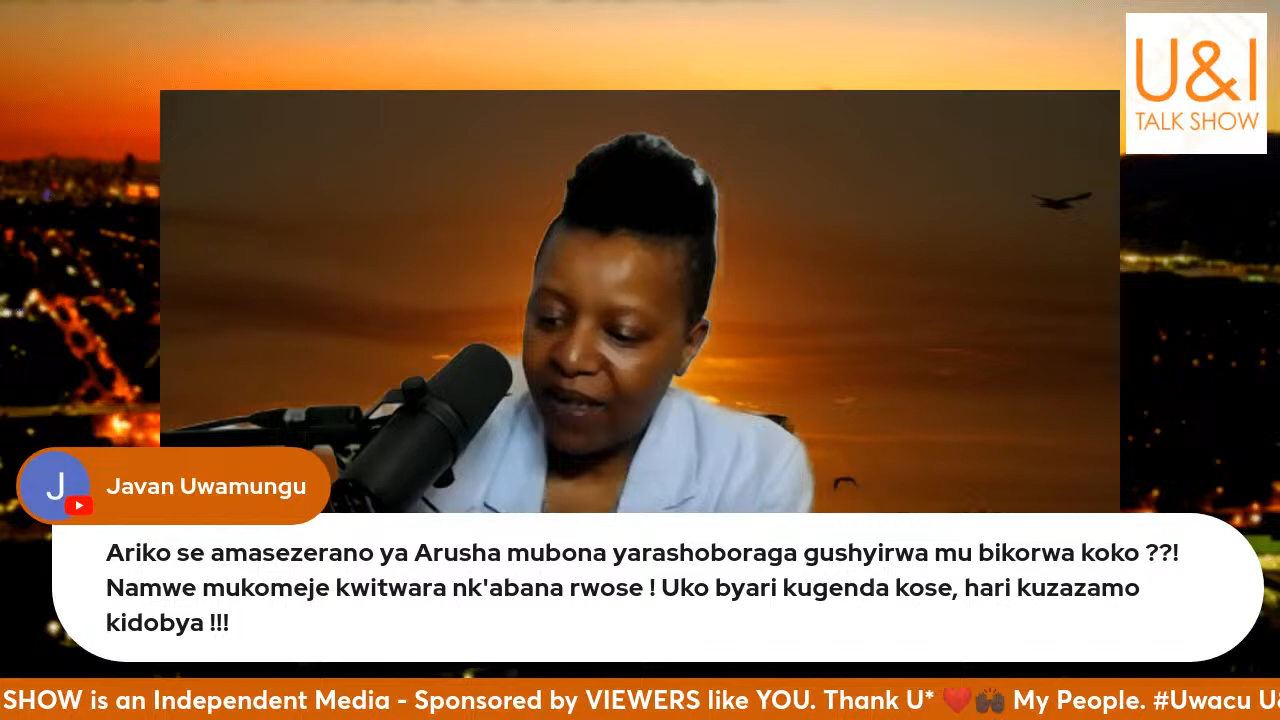 U&I
TALK SHOW
J
Javan Uwamungu
Ariko se amasezerano ya Arusha mubona yarashoboraga gushyirwa mu bikorwa koko ??!
Namwe mukomeje kwitwara nk'abana rwose ! Uko byari kugenda kose, hari kuzazamo
kidobya !!!
SHOW is an Independent Media - Sponsored by VIEWERS like YOU. Thank U* ❤️🙌🏿 My People. #Uwacu U